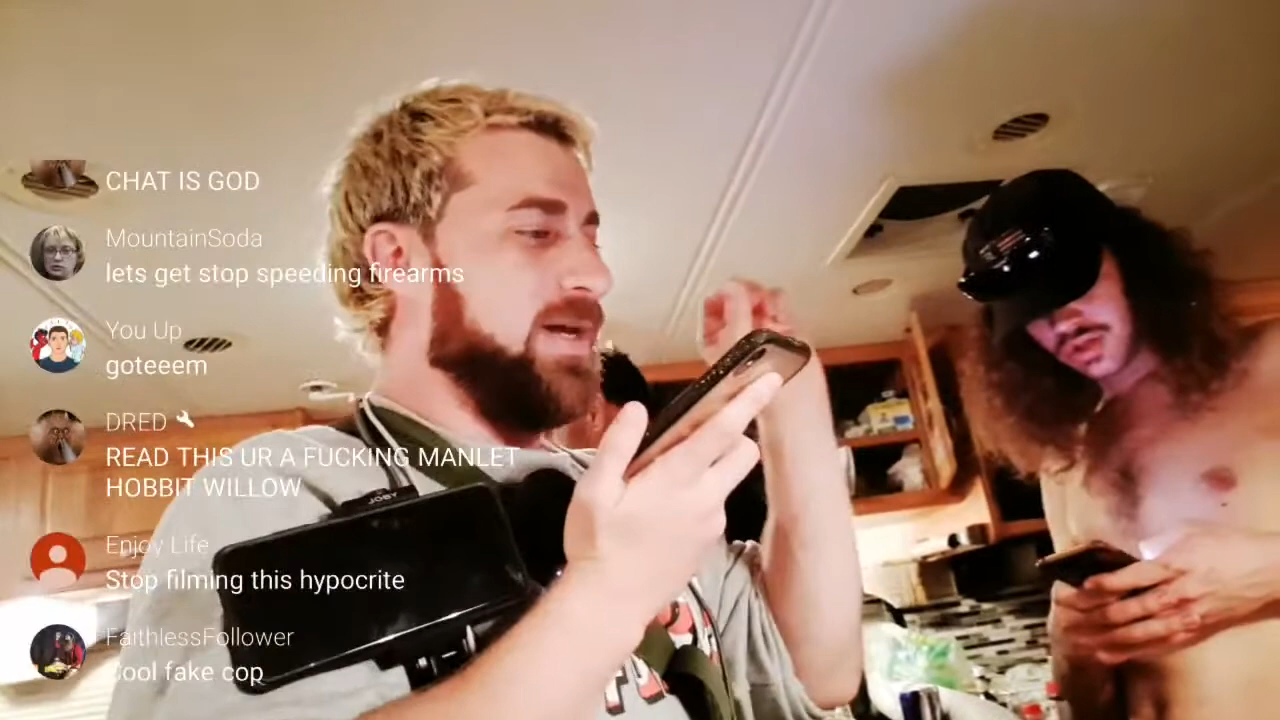 CHAT IS GOD
MountainSoda
lets get stop speeding firearms
You Up
goteeem
DRED
READ THIS UR A FUCKING MANLET
HOBBIT WILLOW
Enjoy Life
Stop filming this hypocrite
FaithlessFollower
Cool fake cop
JOBY